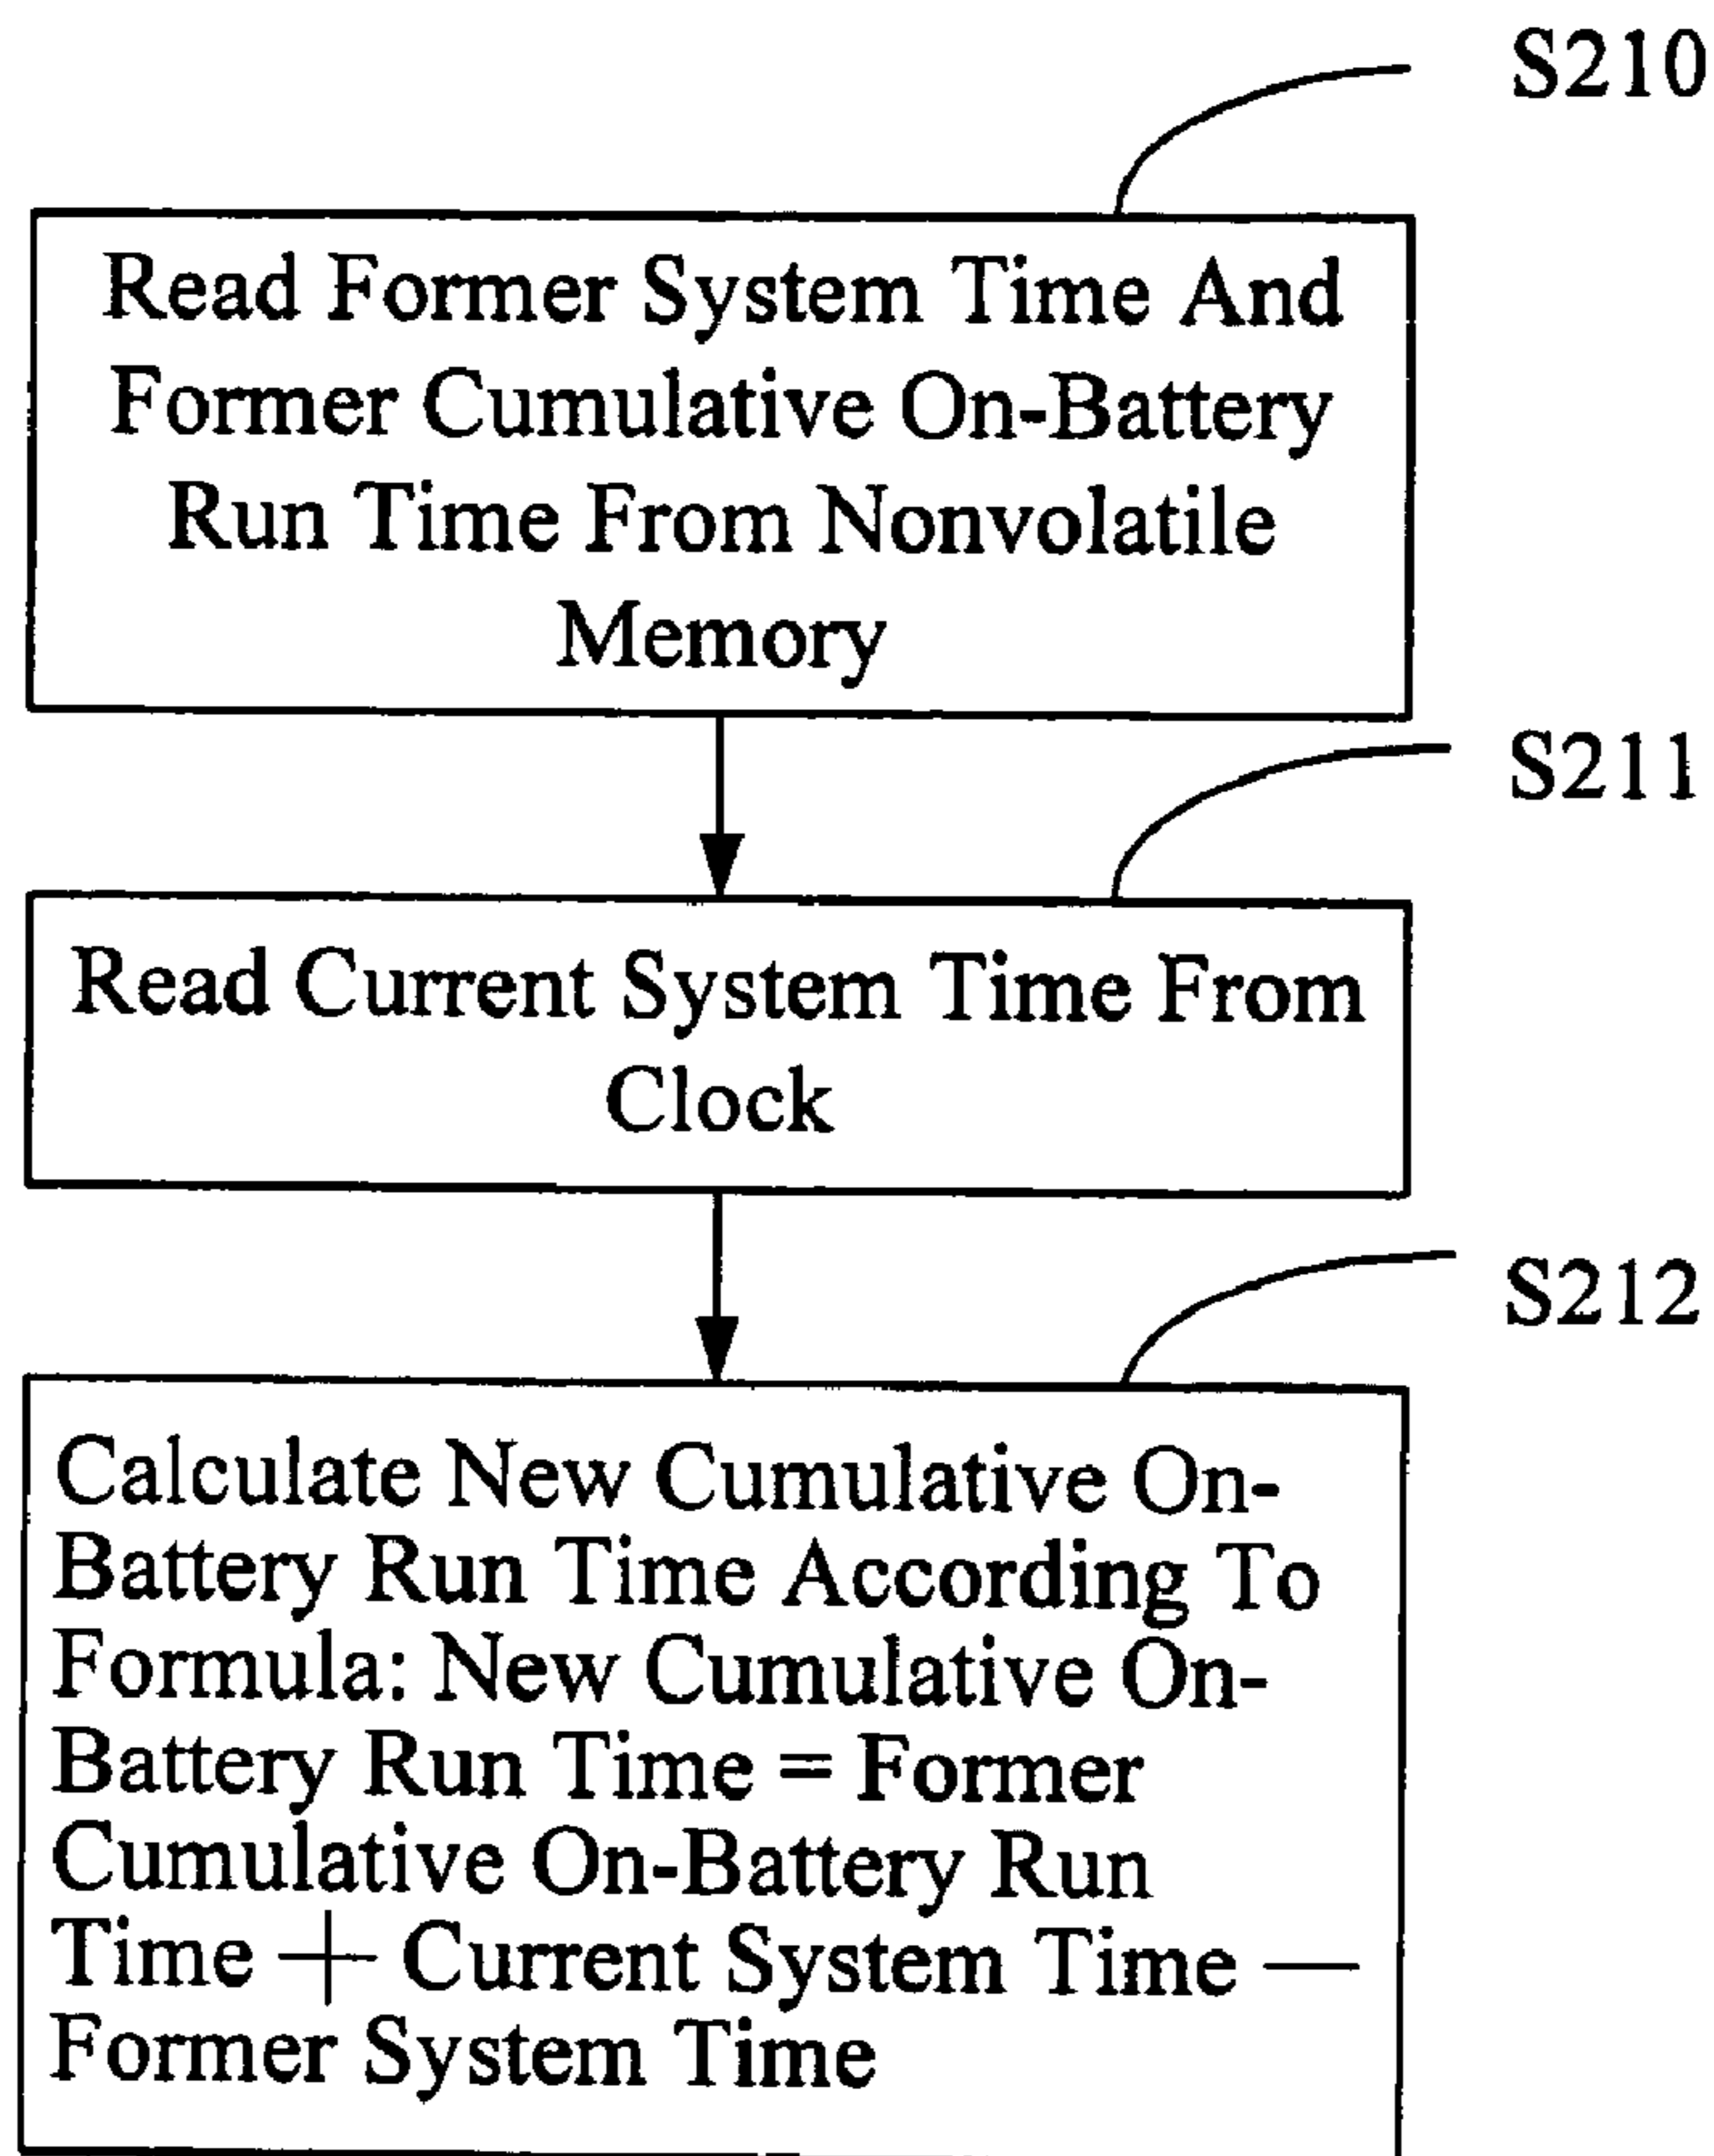 S210
Read Former System Time And
Former Cumulative On-Battery
Run Time From Nonvolatile
Memory
S211
Read Current System Time From
Clock
S212
Calculate New Cumulative On-
Battery Run Time According To
Formula: New Cumulative On-
Battery Run Time = Former
Cumulative On-Battery Run
Time + Current System Time —
Former System Time